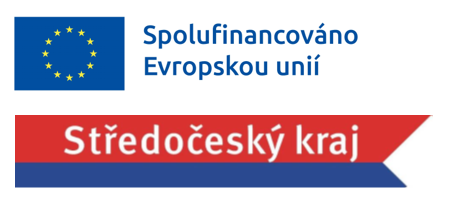 Spolufinancováno
Evropskou unií
Středočeský kraj